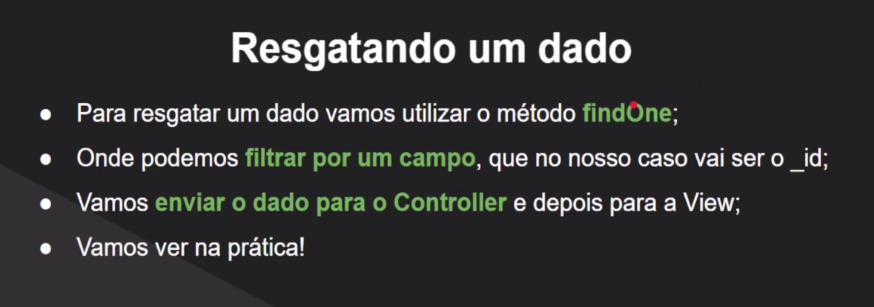 Resgatando um dado
● Para resgatar um dado vamos utilizar o método findOne;
● Onde podemos filtrar por um campo, que no nosso caso vai ser o _id;
● Vamos enviar o dado para o Controller e depois para a View;
● Vamos ver na prática!